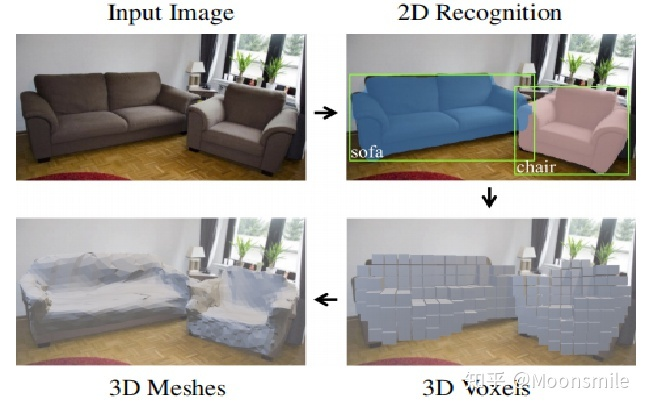 Input Image
2D Recognition
sofa
chair
3D Meshes
3D Voxels
知乎 @Moonsmile